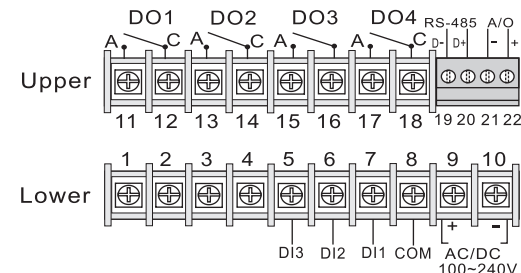 DO1 DO2 DO3 DO4 RS-485 A/O
A C A C A C A C D- D+ - +
Upper
11 12 13 14 15 16 17 18 19 20 21 22
1 2 3 4 5 6 7 8 9 10
Lower
+ -
DI3 DI2 DI1 COM AC/DC
100~240V